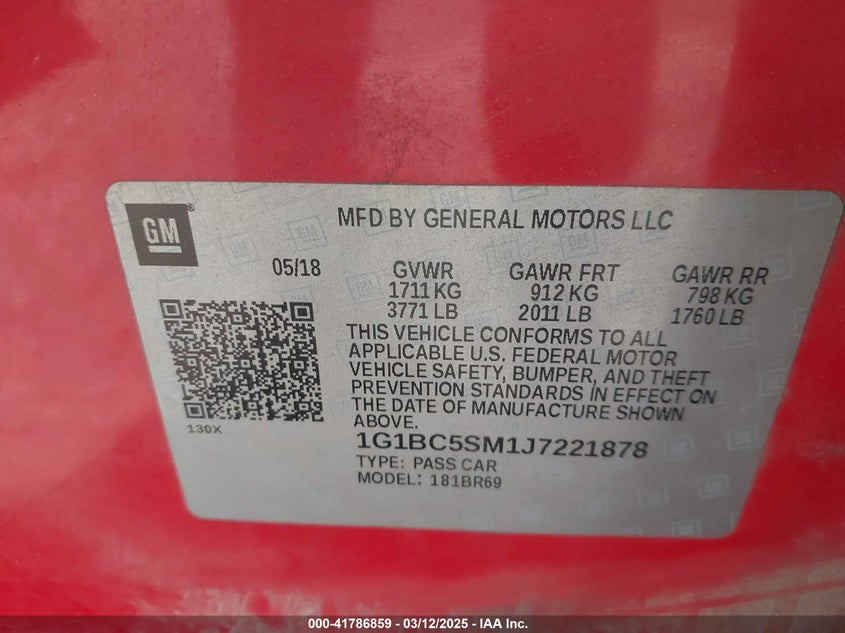 GM
MFD BY GENERAL MOTORS LLC
05/18
GVWR
1711 KG
3771 LB
GAWR FRT
912 KG
2011 LB
GAWR RR
798 KG
1760 LB
THIS VEHICLE CONFORMS TO ALL
APPLICABLE U.S. FEDERAL MOTOR
VEHICLE SAFETY, BUMPER, AND THEFT
PREVENTION STANDARDS IN EFFECT ON
THE DATE OF MANUFACTURE SHOWN
ABOVE.
130X
1G1BC5SM1J7221878
TYPE: PASS CAR
MODEL: 181BR69
000-41786859 - 03/12/2025 - IAA Inc.